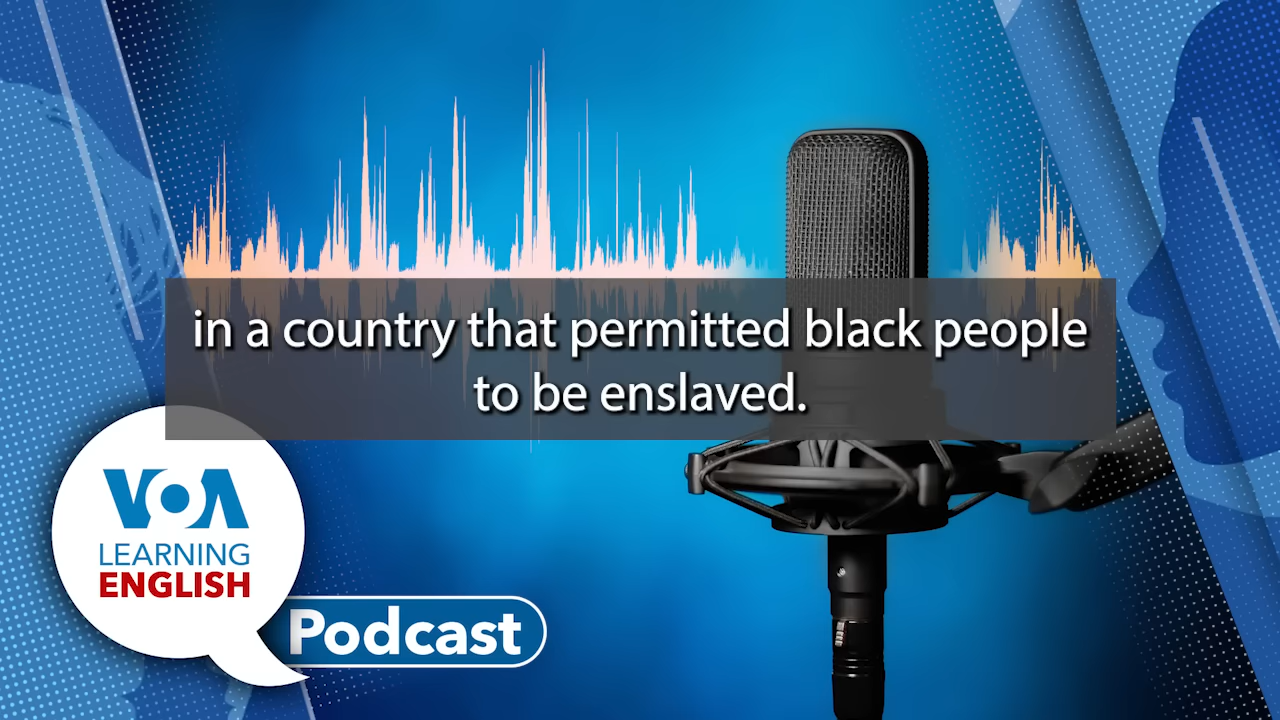 in a country that permitted black people
to be enslaved.
VOA
LEARNING
ENGLISH
Podcast